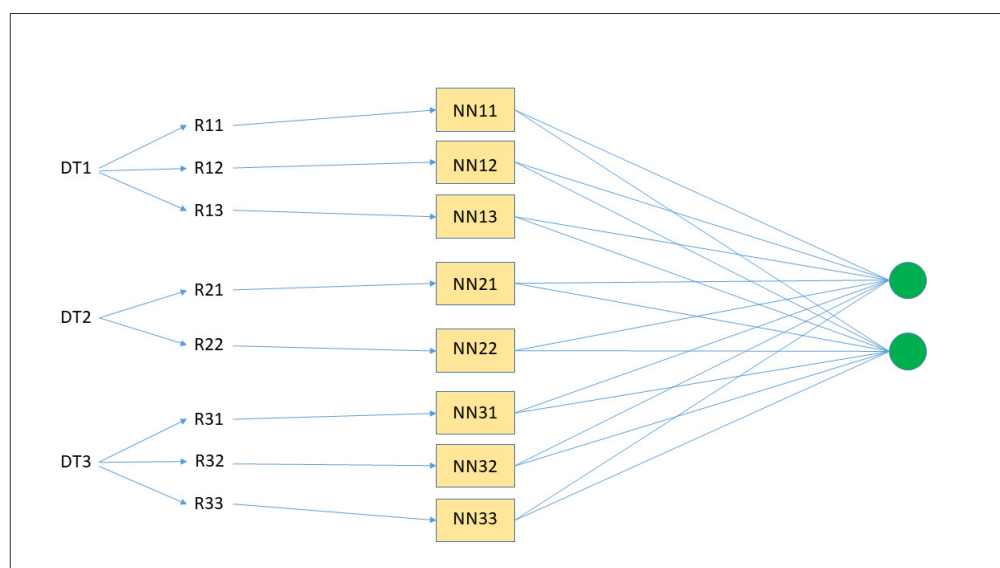 DT1
R11
R12
R13
NN11
NN12
NN13
DT2
R21
R22
NN21
NN22
DT3
R31
R32
R33
NN31
NN32
NN33